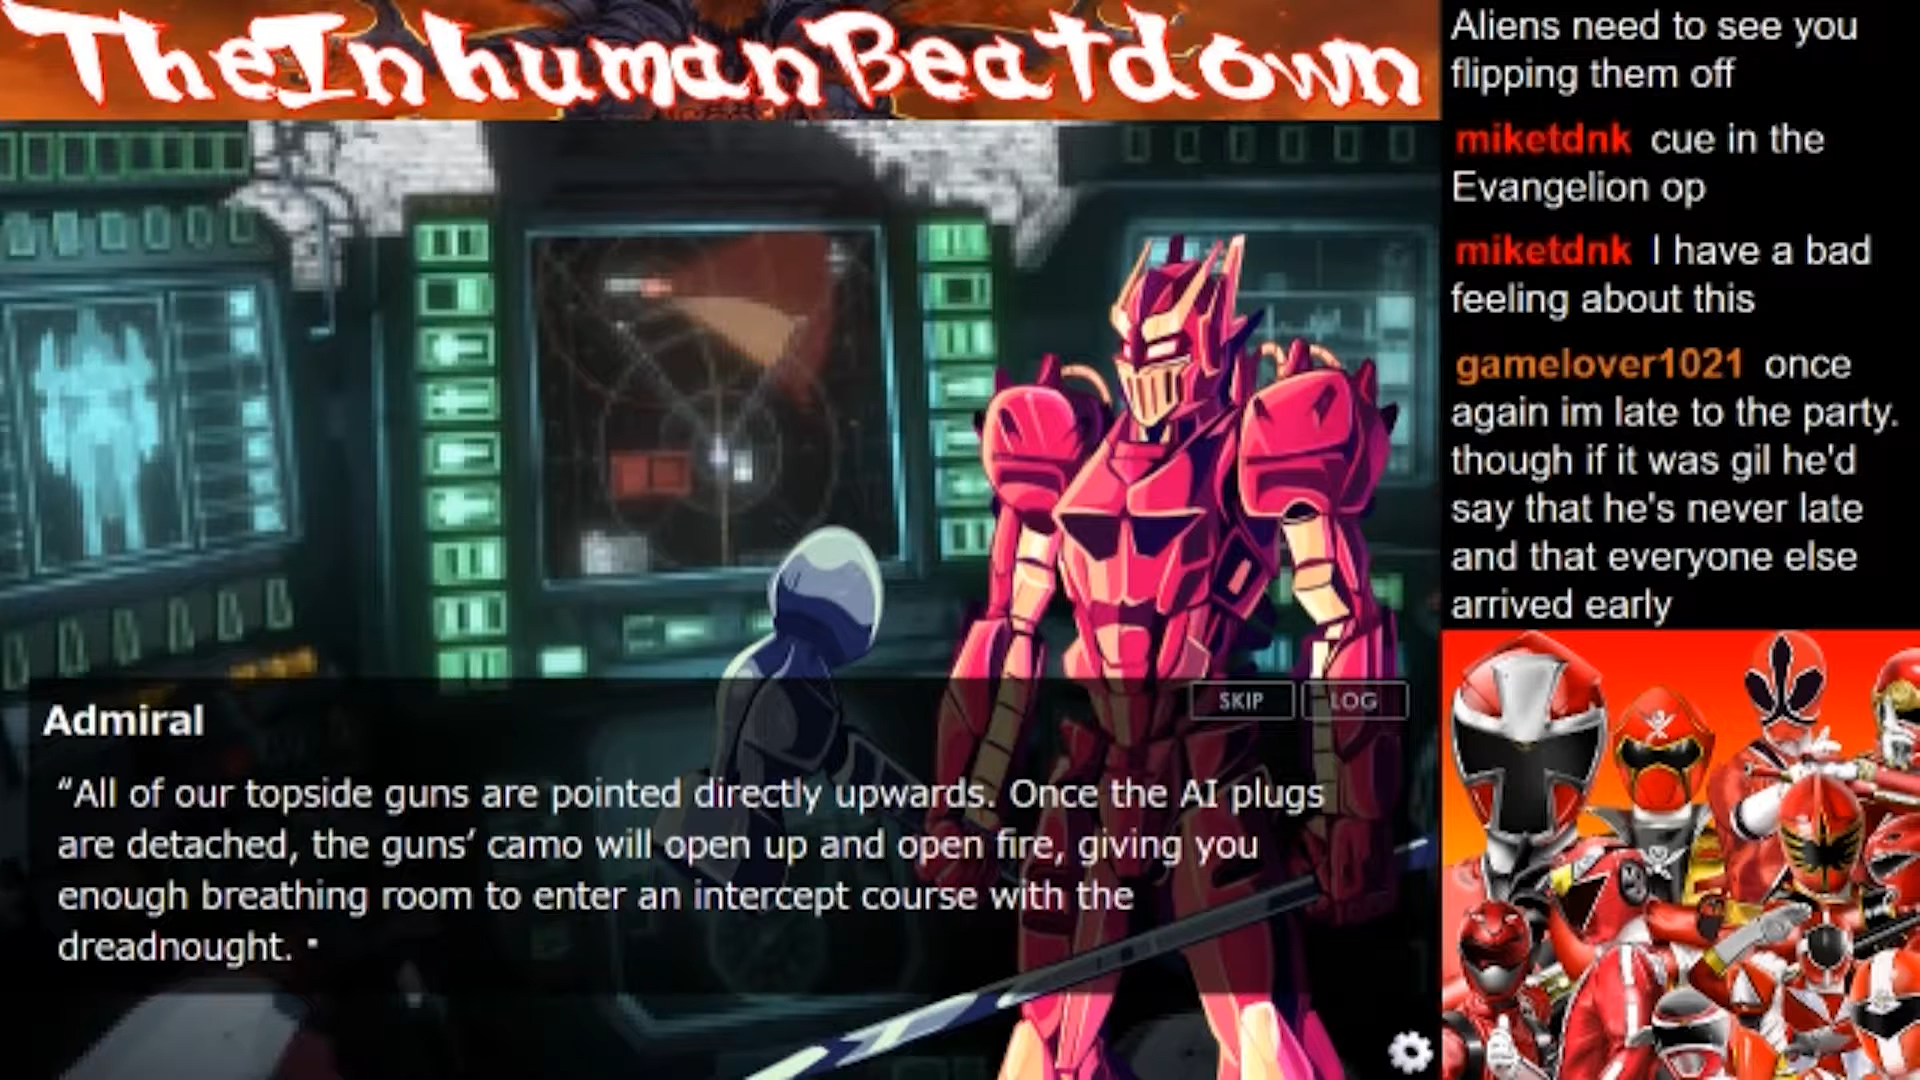 TheInhumanBeatdown
Aliens need to see you
flipping them off
miketdnk cue in the
Evangelion op
miketdnk I have a bad
feeling about this
gamelover1021 once
again im late to the party.
though if it was gil he'd
say that he's never late
and that everyone else
arrived early
SKIP LOG
Admiral
“All of our topside guns are pointed directly upwards. Once the AI plugs
are detached, the guns’ camo will open up and open fire, giving you
enough breathing room to enter an intercept course with the
dreadnought.